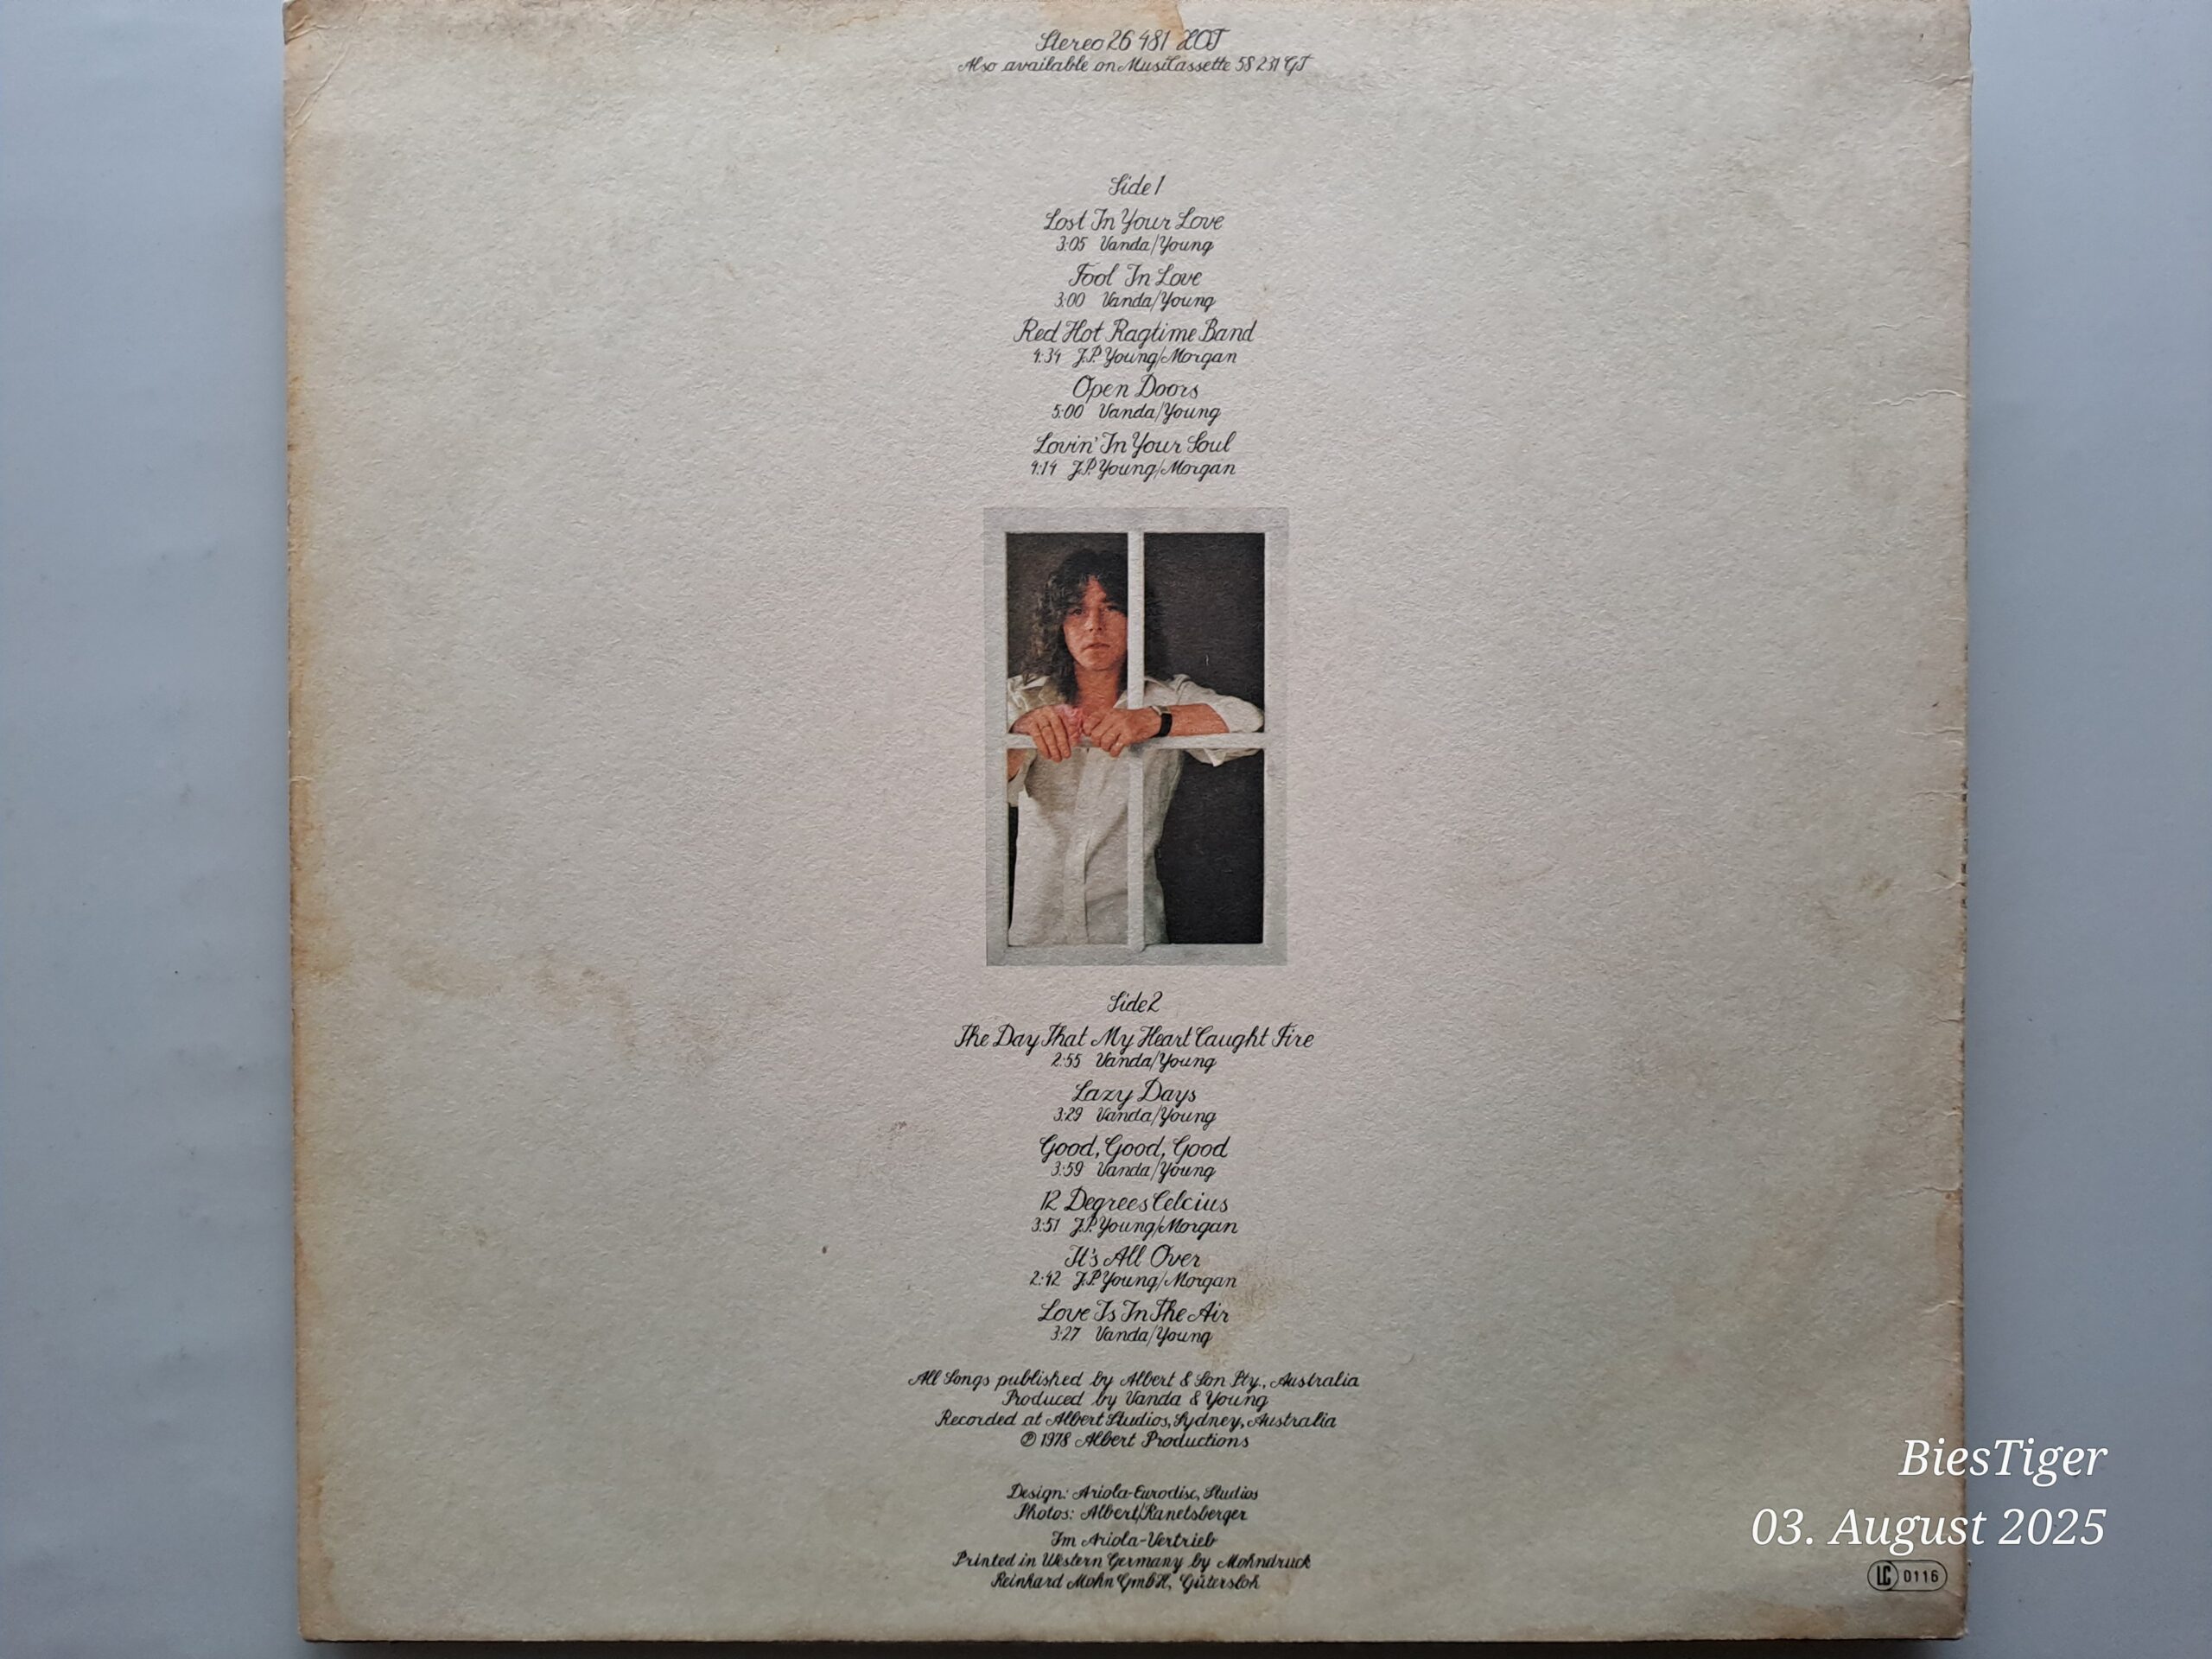 Stereo 26 481 XOT
Also available on MusiCassette 58 231 GT
Side 1
Lost In Your Love
3:05 Vanda/Young
Fool In Love
3:00 Vanda/Young
Red Hot Ragtime Band
4:34 J.P. Young/Morgan
Open Doors
5:00 Vanda/Young
Lovin' In Your Soul
4:14 J.P. Young/Morgan
Side 2
The Day That My Heart Caught Fire
2:55 Vanda/Young
Lazy Days
3:29 Vanda/Young
Good, Good, Good
3:59 Vanda/Young
12 Degrees Celcius
3:51 J.P. Young/Morgan
It's All Over
2:42 J.P. Young/Morgan
Love Is In The Air
3:27 Vanda/Young
All Songs published by Albert & Son Pty., Australia
Produced by Vanda & Young
Recorded at Albert Studios, Sydney, Australia
℗ 1978 Albert Productions
Design: Ariola-Eurodisc, Studios
Photos: Albert/Ranetsberger
Im Ariola-Vertrieb
Printed in Western Germany by Mohndruck
Reinhard Mohn GmbH, Gütersloh
BiesTiger
03. August 2025
LC 0116